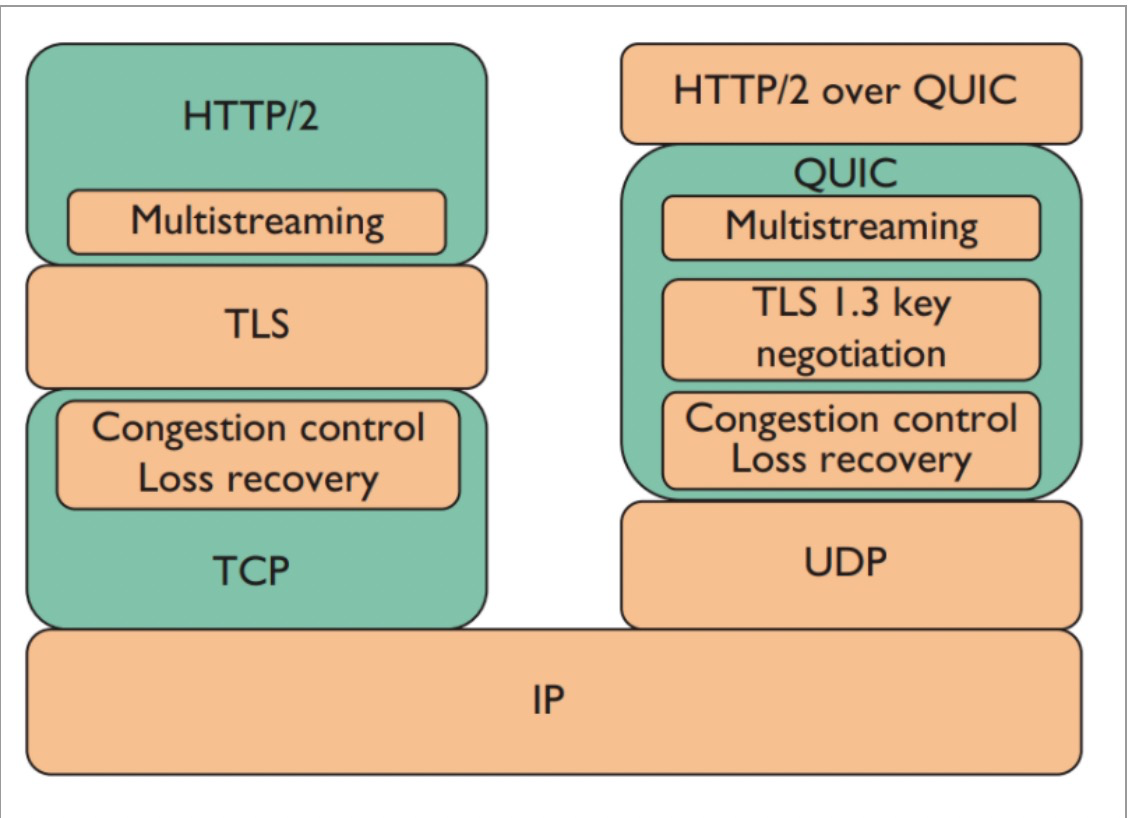 HTTP/2
Multistreaming
TLS
Congestion control
Loss recovery
TCP
HTTP/2 over QUIC
QUIC
Multistreaming
TLS 1.3 key
negotiation
Congestion control
Loss recovery
UDP
IP